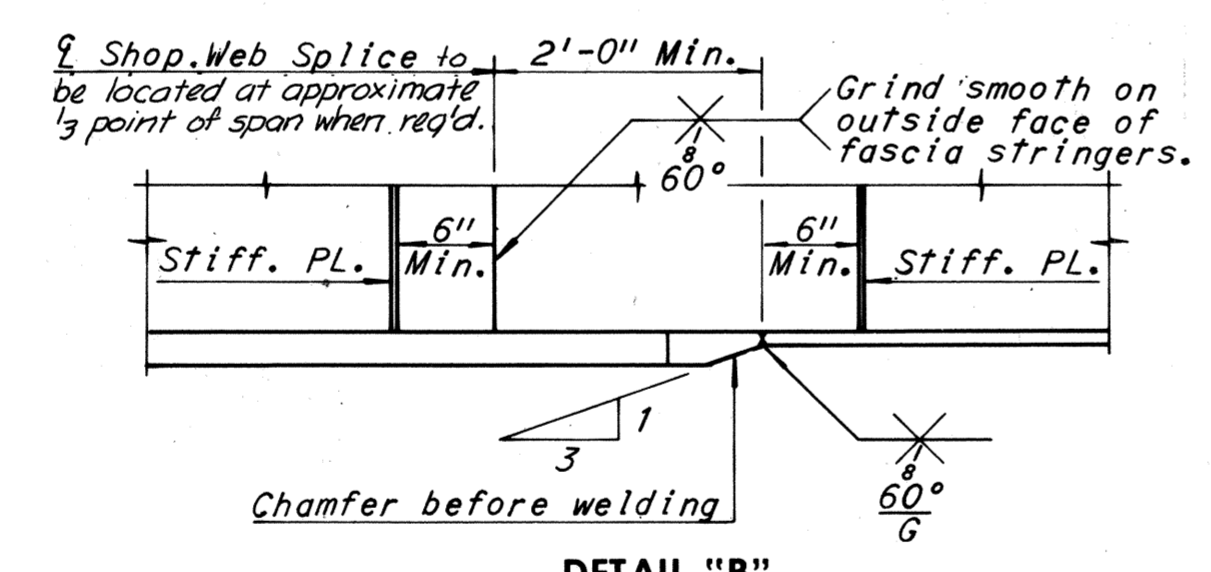 ℄ Shop.Web Splice to
be located at approximate
1/3 point of span when req'd.
2'-0" Min.
Grind smooth on
outside face of
fascia stringers.
8
60°
6"
Min.
6"
Min.
Stiff. PL.
Stiff. PL.
1
3
Chamfer before welding
8
60°
G
DETAIL "B"